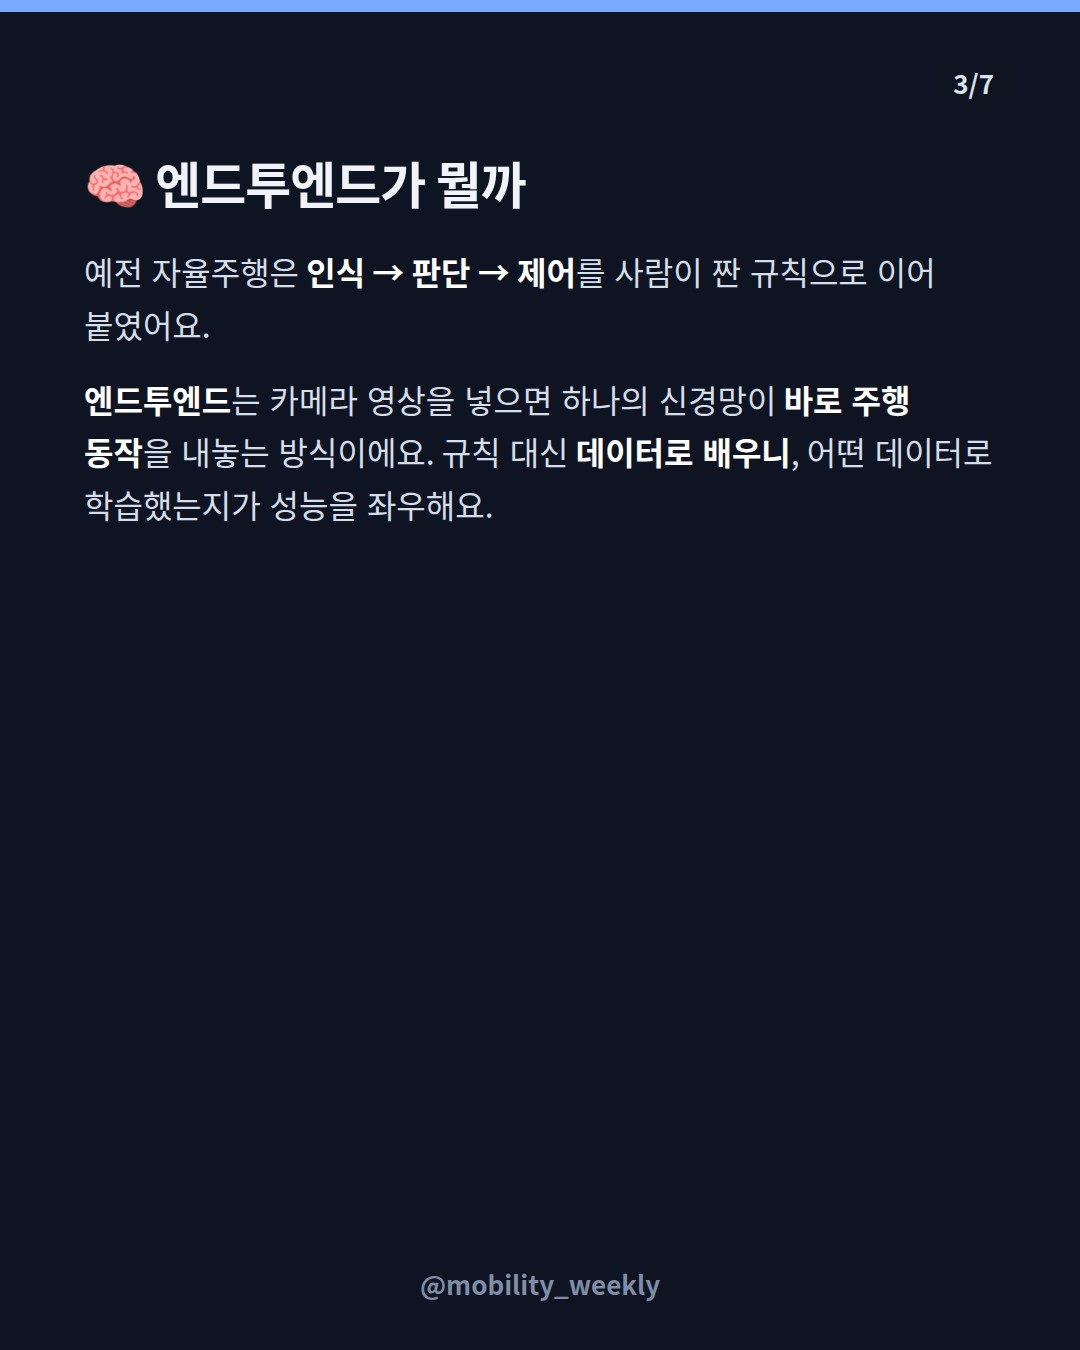 3/7
🧠 엔드투엔드가 뭘까
예전 자율주행은 인식 → 판단 → 제어를 사람이 짠 규칙으로 이어
붙였어요.
엔드투엔드는 카메라 영상을 넣으면 하나의 신경망이 바로 주행
동작을 내놓는 방식이에요. 규칙 대신 데이터로 배우니, 어떤 데이터로
학습했는지가 성능을 좌우해요.
@mobility_weekly